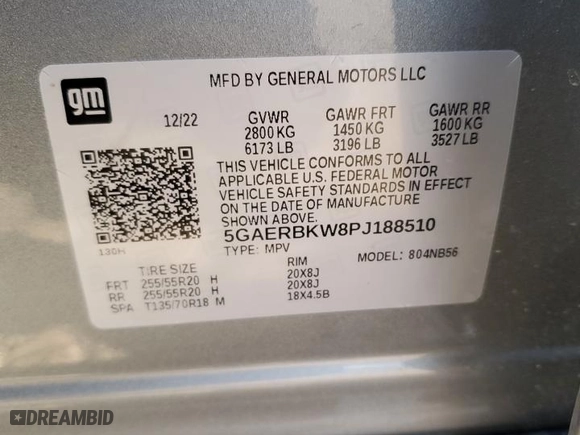 gm
MFD BY GENERAL MOTORS LLC
12/22 GVWR GAWR FRT GAWR RR
2800 KG 1450 KG 1600 KG
6173 LB 3196 LB 3527 LB
THIS VEHICLE CONFORMS TO ALL
APPLICABLE U.S. FEDERAL MOTOR
VEHICLE SAFETY STANDARDS IN EFFECT
ON THE DATE OF MANUFACTURE
SHOWN ABOVE.
130H 5GAERBKW8PJ188510
TYPE: MPV MODEL: 804NB56
TIRE SIZE RIM
FRT 255/55R20 H 20X8J
RR 255/55R20 H 20X8J
SPA T135/70R18 M 18X4.5B
DREAMBID